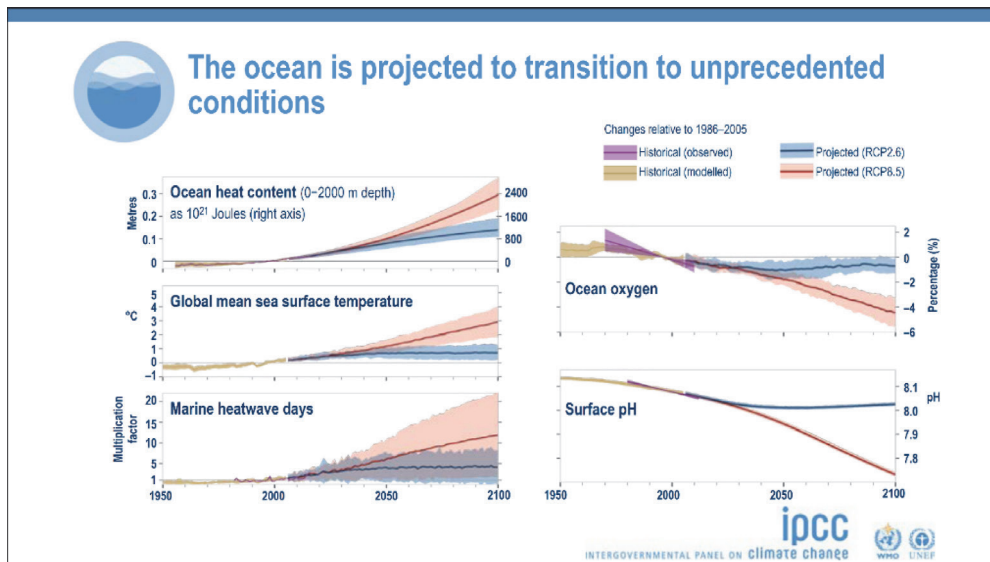 The ocean is projected to transition to unprecedented
conditions
Changes relative to 1986–2005
Historical (observed)
Projected (RCP2.6)
Historical (modelled)
Projected (RCP8.5)
Ocean heat content (0–2000 m depth)
as 10²¹ Joules (right axis)
Metres
0.3
0.2
0.1
0
2400
1600
800
0
Global mean sea surface temperature
°C
5
4
3
2
1
0
–1
Marine heatwave days
Multiplication
factor
20
15
10
5
1
1950
2000
2050
2100
Ocean oxygen
2
0
–2
–4
–6
Percentage (%)
Surface pH
8.1
8.0
7.9
7.8
pH
1950
2000
2050
2100
ipcc
INTERGOVERNMENTAL PANEL ON climate change
WMO
UNEP